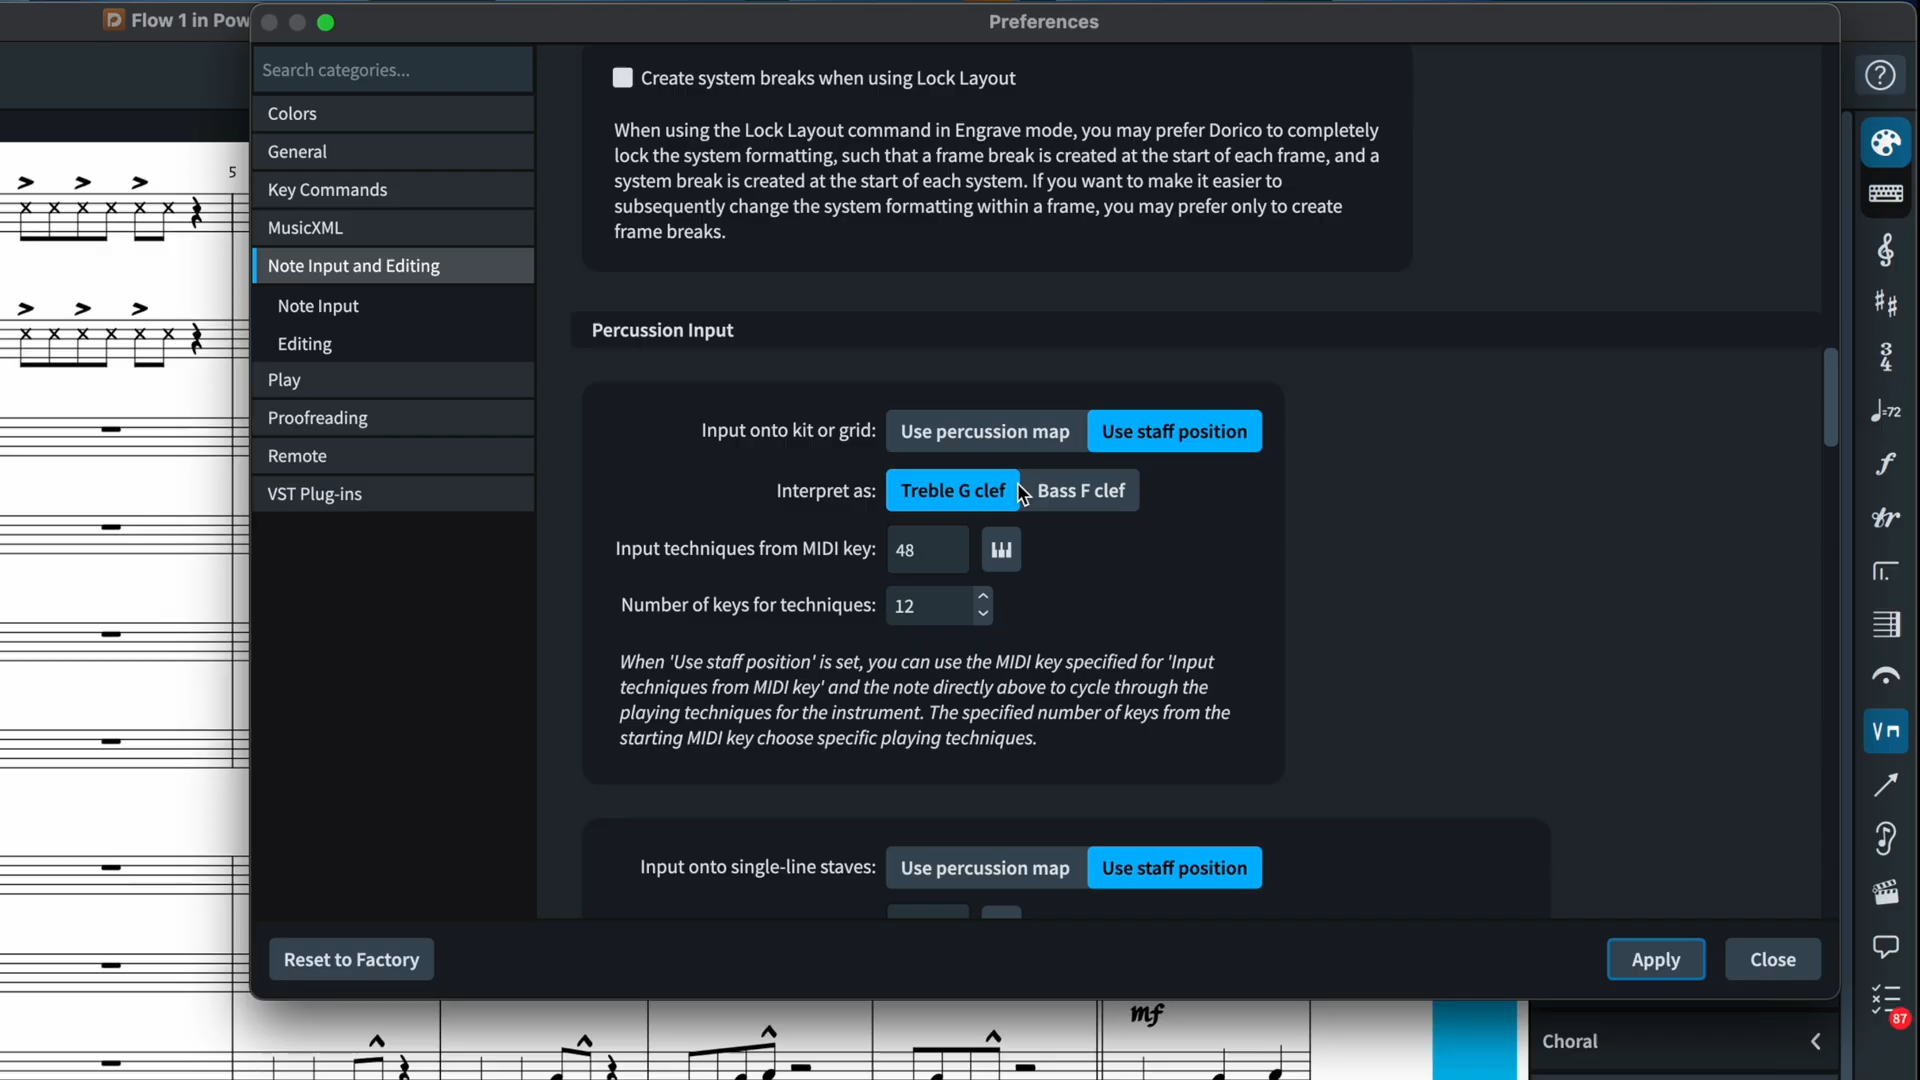 Flow 1 in Pow
Preferences
Search categories...
Colors
General
Key Commands
MusicXML
Note Input and Editing
Note Input
Editing
Play
Proofreading
Remote
VST Plug-ins
Create system breaks when using Lock Layout
When using the Lock Layout command in Engrave mode, you may prefer Dorico to completely
lock the system formatting, such that a frame break is created at the start of each frame, and a
system break is created at the start of each system. If you want to make it easier to
subsequently change the system formatting within a frame, you may prefer only to create
frame breaks.
Percussion Input
Input onto kit or grid: Use percussion map Use staff position
Interpret as: Treble G clef Bass F clef
Input techniques from MIDI key: 48
Number of keys for techniques: 12
When 'Use staff position' is set, you can use the MIDI key specified for 'Input
techniques from MIDI key' and the note directly above to cycle through the
playing techniques for the instrument. The specified number of keys from the
starting MIDI key choose specific playing techniques.
Input onto single-line staves: Use percussion map Use staff position
Reset to Factory
Apply
Close
5
mf
Choral
?
3
4
=72
f
tr
87